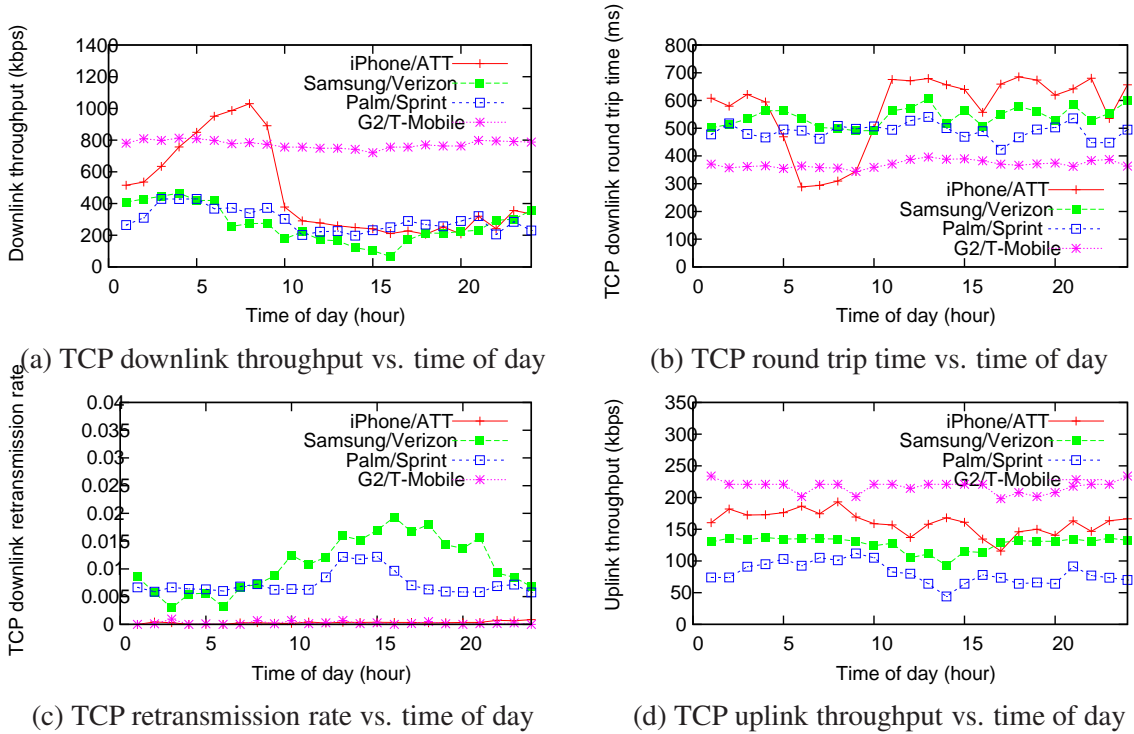 Downlink throughput (kbps)
1400
1200
1000
800
600
400
200
0
0 5 10 15 20
iPhone/ATT
Samsung/Verizon
Palm/Sprint
G2/T-Mobile
Time of day (hour)
(a) TCP downlink throughput vs. time of day
TCP downlink round trip time (ms)
800
700
600
500
400
300
200
100
0
0 5 10 15 20
iPhone/ATT
Samsung/Verizon
Palm/Sprint
G2/T-Mobile
Time of day (hour)
(b) TCP round trip time vs. time of day
TCP downlink retransmission rate
0.04
0.035
0.03
0.025
0.02
0.015
0.01
0.005
0
0 5 10 15 20
iPhone/ATT
Samsung/Verizon
Palm/Sprint
G2/T-Mobile
Time of day (hour)
(c) TCP retransmission rate vs. time of day
Uplink throughput (kbps)
350
300
250
200
150
100
50
0
0 5 10 15 20
iPhone/ATT
Samsung/Verizon
Palm/Sprint
G2/T-Mobile
Time of day (hour)
(d) TCP uplink throughput vs. time of day